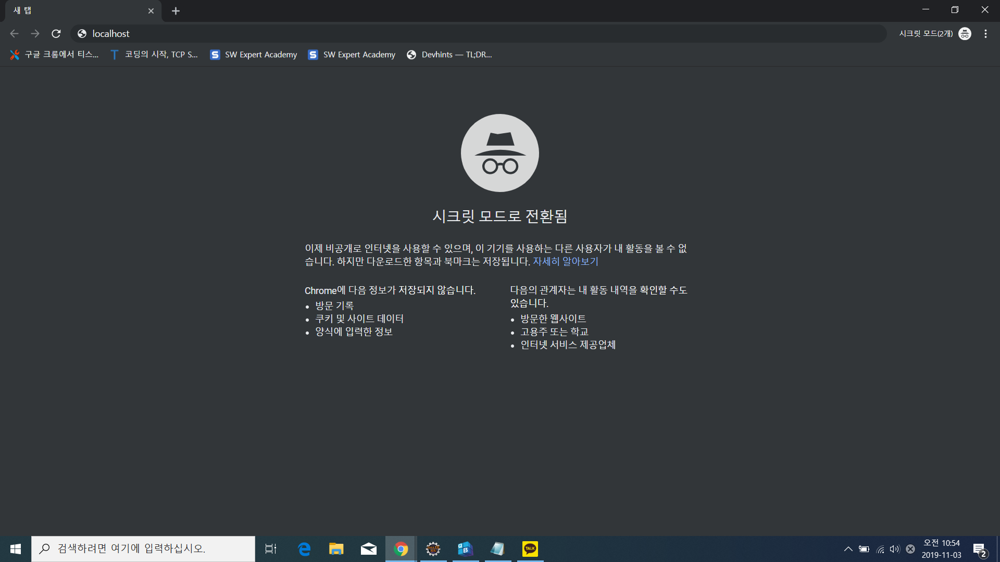 새 탭
localhost
시크릿 모드(2개)
구글 크롬에서 티스...
코딩의 시작, TCP S...
SW Expert Academy
SW Expert Academy
Devhints — TL;DR...
시크릿 모드로 전환됨
이제 비공개로 인터넷을 사용할 수 있으며, 이 기기를 사용하는 다른 사용자가 내 활동을 볼 수 없
습니다. 하지만 다운로드한 항목과 북마크는 저장됩니다. 자세히 알아보기
Chrome에 다음 정보가 저장되지 않습니다.
• 방문 기록
• 쿠키 및 사이트 데이터
• 양식에 입력한 정보
다음의 관계자는 내 활동 내역을 확인할 수도
있습니다.
• 방문한 웹사이트
• 고용주 또는 학교
• 인터넷 서비스 제공업체
검색하려면 여기에 입력하십시오.
B
TALK
오전 10:54
2019-11-03
2